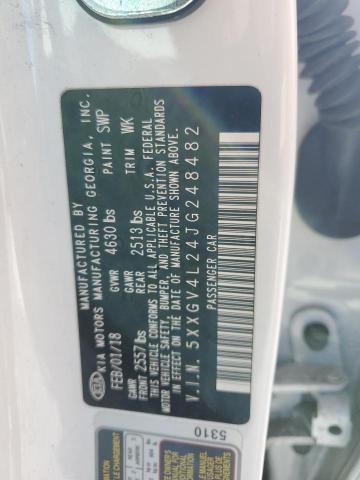 MANUFACTURED BY
KIA KIA MOTORS MANUFACTURING GEORGIA, INC.
FEB/01/18 GVWR 4630 lbs PAINT SWP
GAWR FRONT 2557 lbs GAWR REAR 2513 lbs TRIM WK
THIS VEHICLE CONFORMS TO ALL APPLICABLE U.S.A. FEDERAL
MOTOR VEHICLE SAFETY, BUMPER, AND THEFT PREVENTION
STANDARDS IN EFFECT ON THE DATE OF MANUFACTURE SHOWN ABOVE.
V.I.N. 5XXGV4L24JG248482
PASSENGER CAR
5310
CHARGEMENT